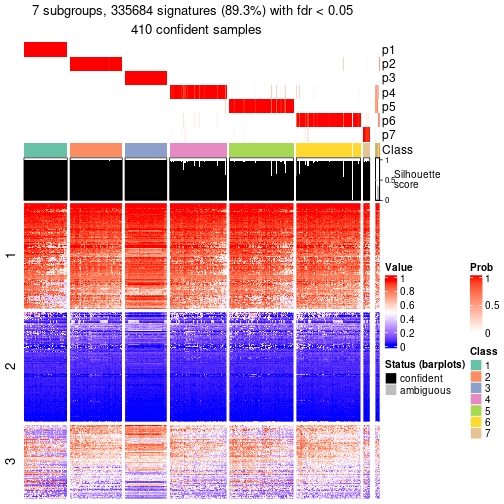 7 subgroups, 335684 signatures (89.3%) with fdr < 0.05
410 confident samples
p1
p2
p3
p4
p5
p6
p7
Class
1
0.5
0
Silhouette
score
1
2
3
Value
1
0.8
0.6
0.4
0.2
0
Prob
1
0.5
0
Status (barplots)
confident
ambiguous
Class
1
2
3
4
5
6
7